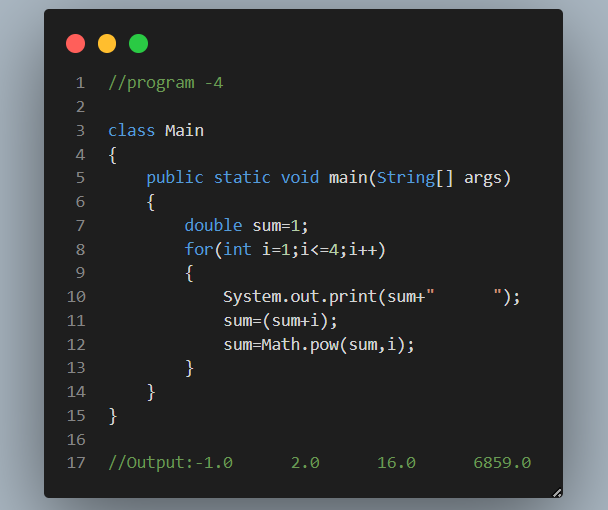 1 //program -4
2
3 class Main
4 {
5     public static void main(String[] args)
6     {
7         double sum=1;
8         for(int i=1;i<=4;i++)
9         {
10             System.out.print(sum+"      ");
11             sum=(sum+i);
12             sum=Math.pow(sum,i);
13         }
14     }
15 }
16
17 //Output:-1.0      2.0      16.0      6859.0